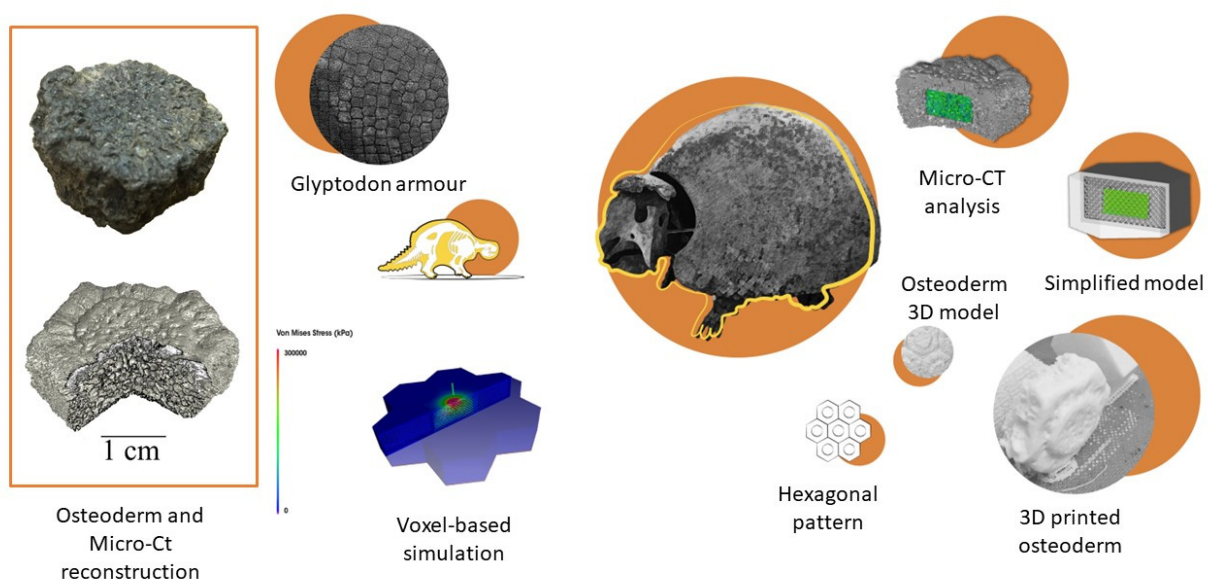 1 cm
Osteoderm and
Micro-Ct
reconstruction
Glyptodon armour
Von Mises Stress (kPa)
300000
0
Voxel-based
simulation
Micro-CT
analysis
Simplified model
Osteoderm
3D model
Hexagonal
pattern
3D printed
osteoderm